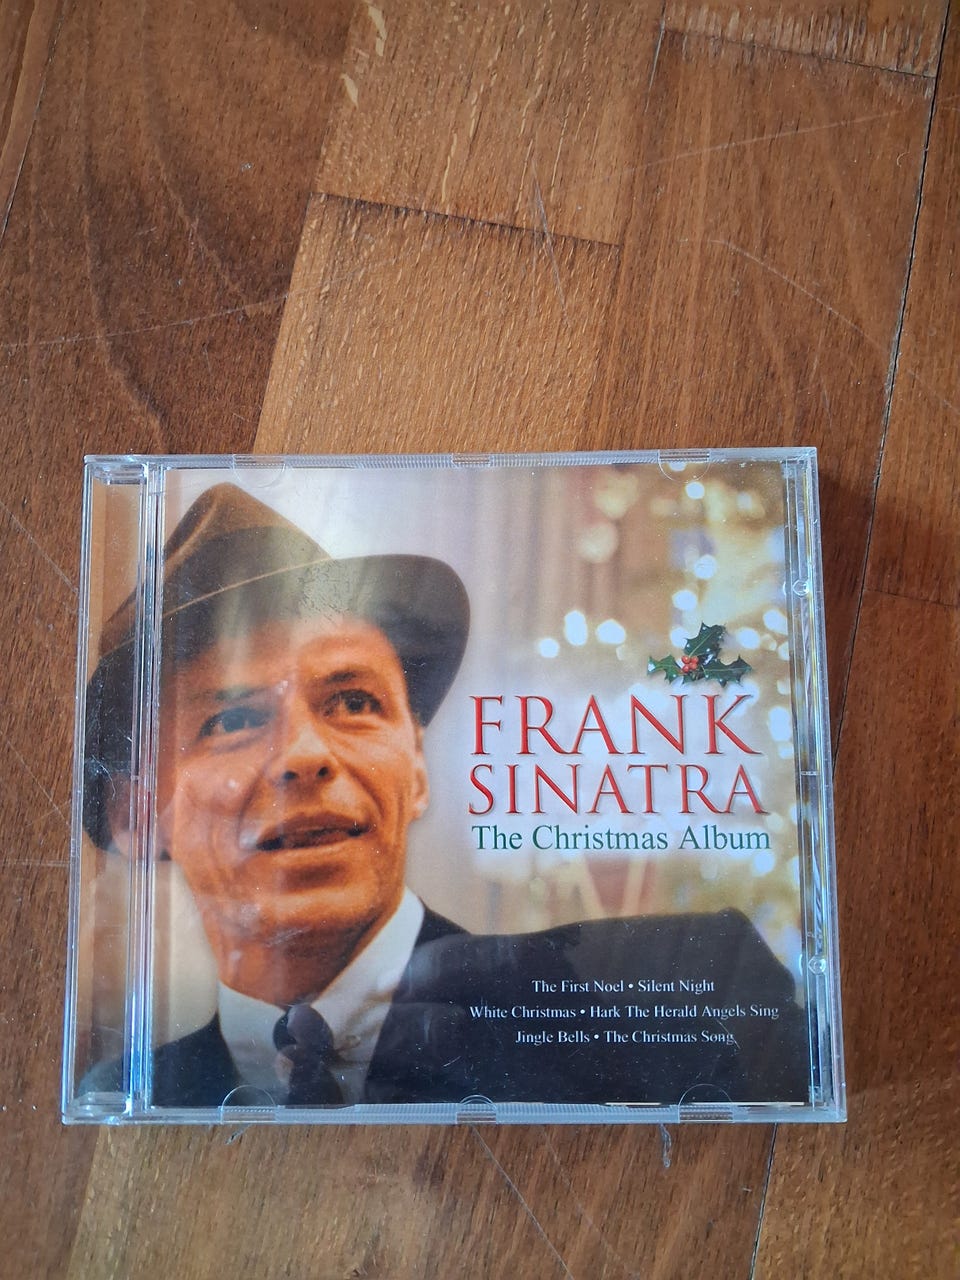 FRANK
SINATRA
The Christmas Album
The First Noel • Silent Night
White Christmas • Hark The Herald Angels Sing
Jingle Bells • The Christmas Song